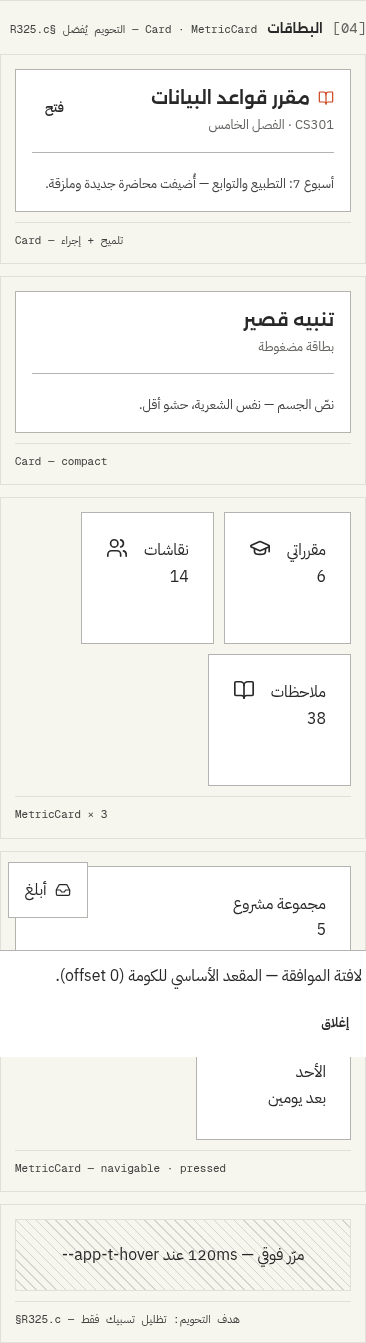 [04] البطاقات Card · MetricCard — التحويم يُفضل §R325.c
مقرر قواعد البيانات
فتح
CS301 · الفصل الخامس
أسبوع 7: التطبيع والتوابع — أُضيفت محاضرة جديدة وملزقة.
Card — تلميح + إجراء
تنبيه قصير
بطاقة مضغوطة
نصّ الجسم — نفس الشعرية، حشو أقل.
Card — compact
مقرراتي
6
نقاشات
14
ملاحظات
38
MetricCard × 3
أبلغ
مجموعة مشروع
5
لافتة الموافقة — المقعد الأساسي للكومة (offset 0).
إغلاق
الأحد
بعد يومين
MetricCard — navigable · pressed
مرّر فوقي — 120ms عند --app-t-hover
هدف التحويم: تظليل تسبيك فقط — §R325.c